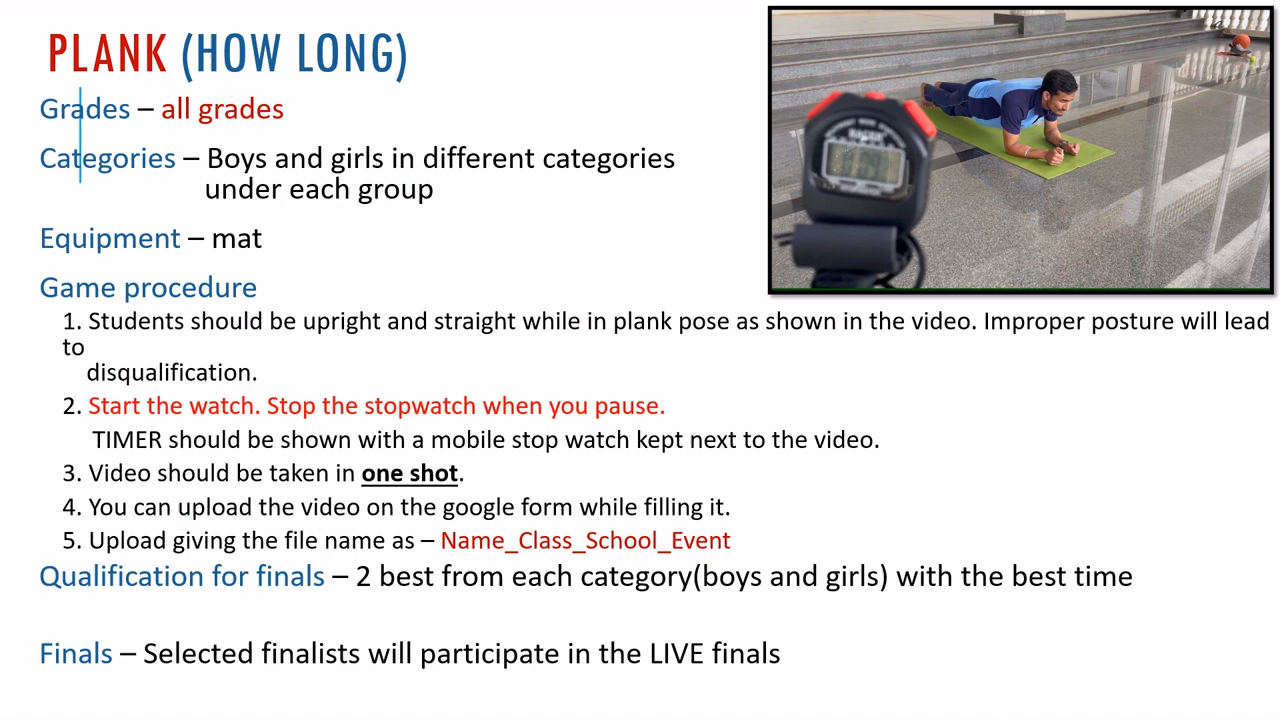 PLANK (HOW LONG)
Grades – all grades
Categories – Boys and girls in different categories
under each group
Equipment – mat
Game procedure
1. Students should be upright and straight while in plank pose as shown in the video. Improper posture will lead
to
disqualification.
2. Start the watch. Stop the stopwatch when you pause.
TIMER should be shown with a mobile stop watch kept next to the video.
3. Video should be taken in one shot.
4. You can upload the video on the google form while filling it.
5. Upload giving the file name as – Name_Class_School_Event
Qualification for finals – 2 best from each category(boys and girls) with the best time
Finals – Selected finalists will participate in the LIVE finals